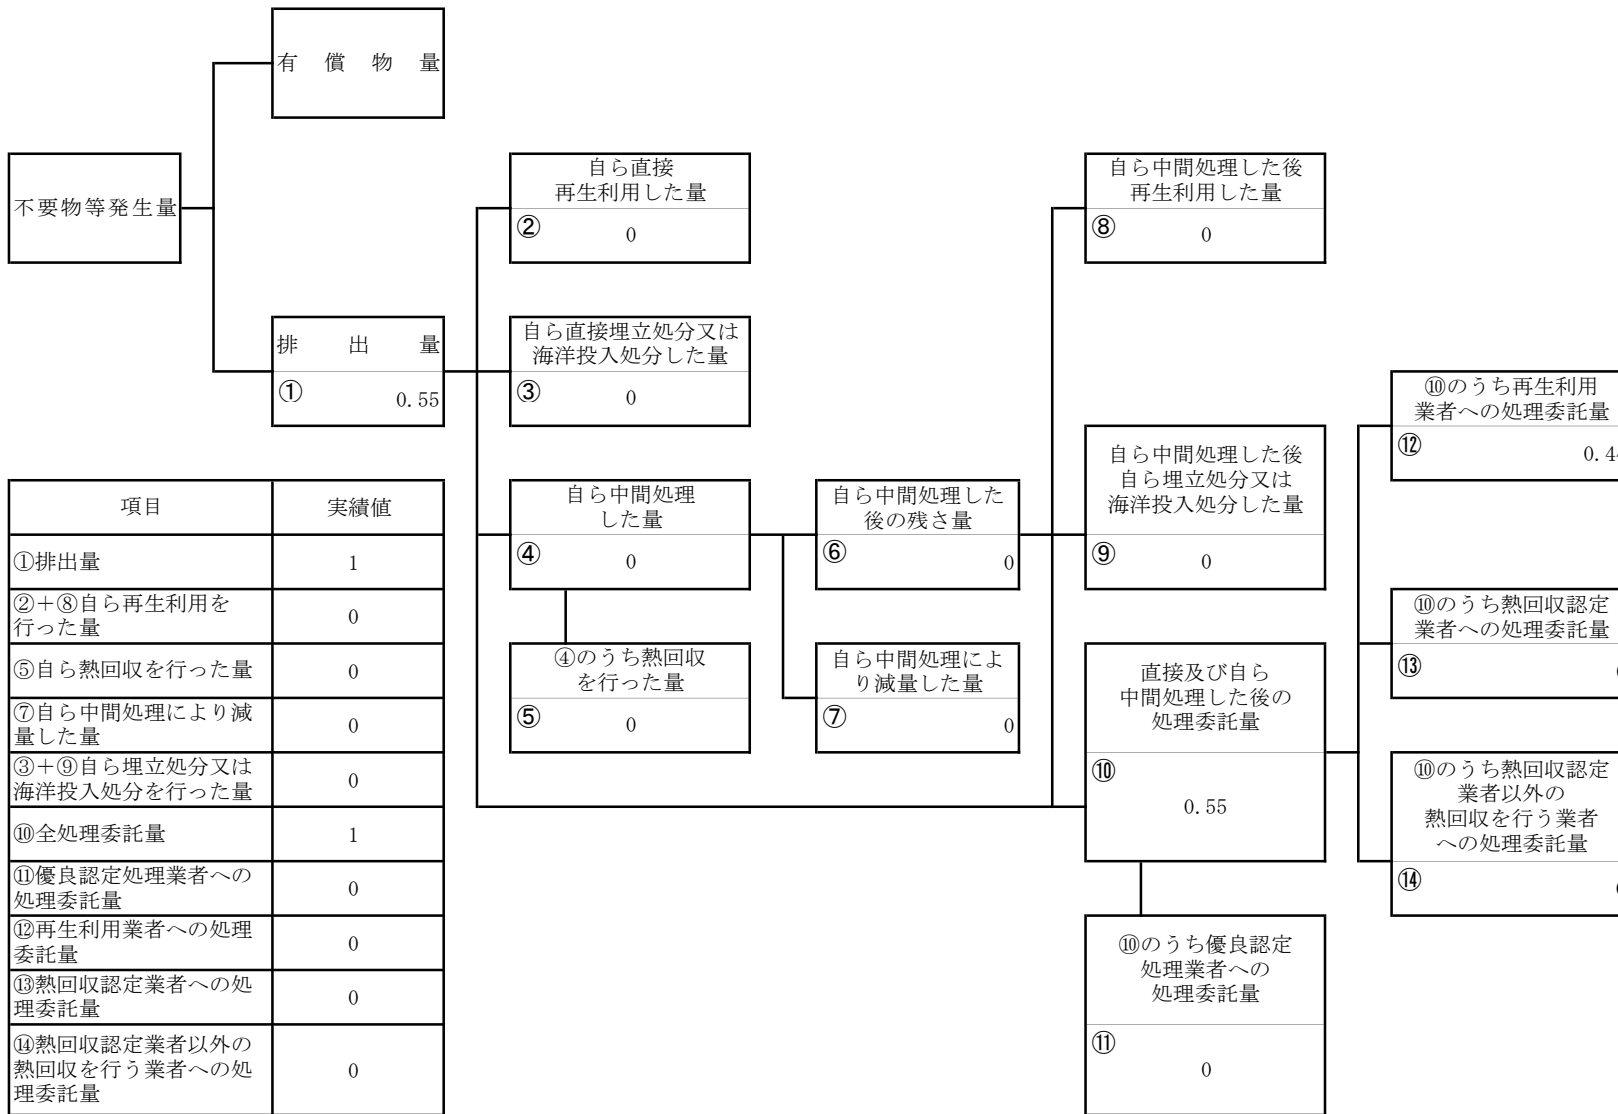 有償物量
不要物等発生量
排出量
① 0.55
自ら直接
再生利用した量
② 0
自ら直接埋立処分又は
海洋投入処分した量
③ 0
自ら中間処理
した量
④ 0
④のうち熱回収
を行った量
⑤ 0
自ら中間処理した
後の残さ量
⑥ 0
自ら中間処理によ
り減量した量
⑦ 0
自ら中間処理した後
再生利用した量
⑧ 0
自ら中間処理した後
自ら埋立処分又は
海洋投入処分した量
⑨ 0
直接及び自ら
中間処理した後の
処理委託量
⑩
0.55
⑩のうち優良認定
処理業者への
処理委託量
⑪
0
⑩のうち再生利用
業者への処理委託量
⑫
⑩のうち熱回収認定
業者への処理委託量
⑬
⑩のうち熱回収認定
業者以外の
熱回収を行う業者
への処理委託量
⑭
項目 実績値
①排出量 1
②+⑧自ら再生利用を
行った量 0
⑤自ら熱回収を行った量 0
⑦自ら中間処理により減
量した量 0
③+⑨自ら埋立処分又は
海洋投入処分を行った量 0
⑩全処理委託量 1
⑪優良認定処理業者への
処理委託量 0
⑫再生利用業者への処理
委託量 0
⑬熱回収認定業者への処
理委託量 0
⑭熱回収認定業者以外の
熱回収を行う業者への処
理委託量 0